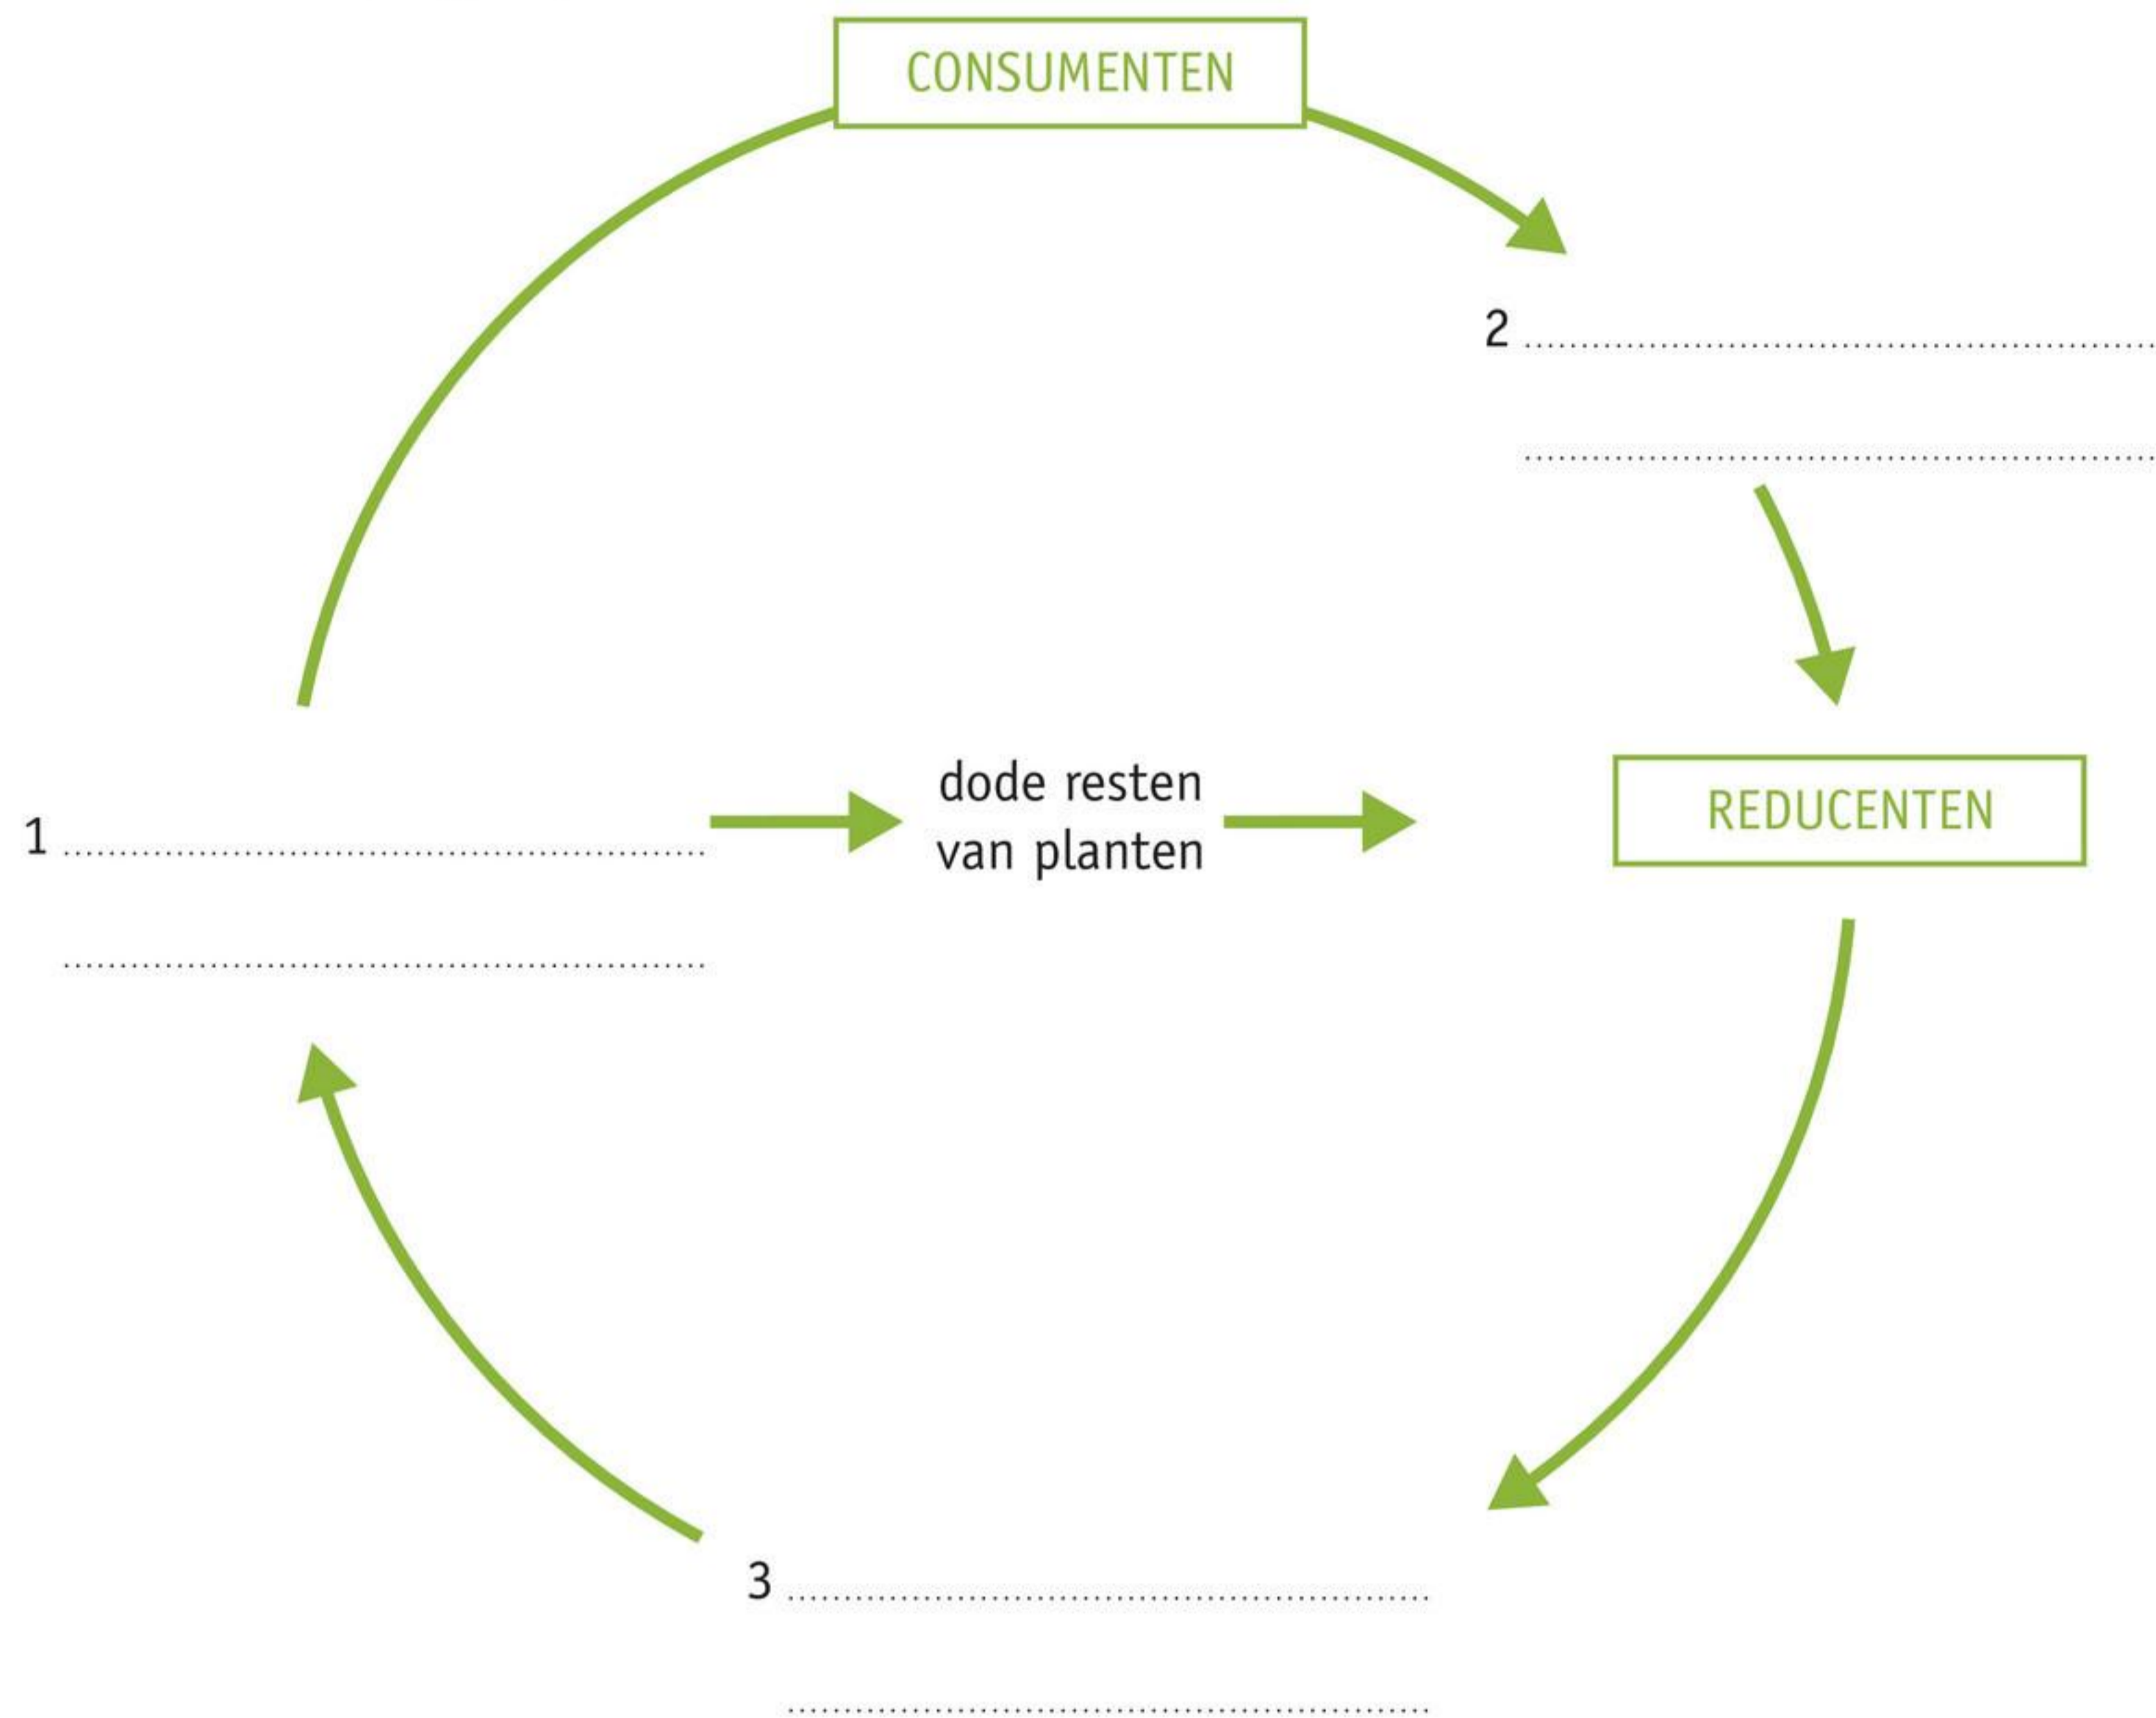 CONSUMENTEN
2
dode resten
van planten
REDUCENTEN
1
3